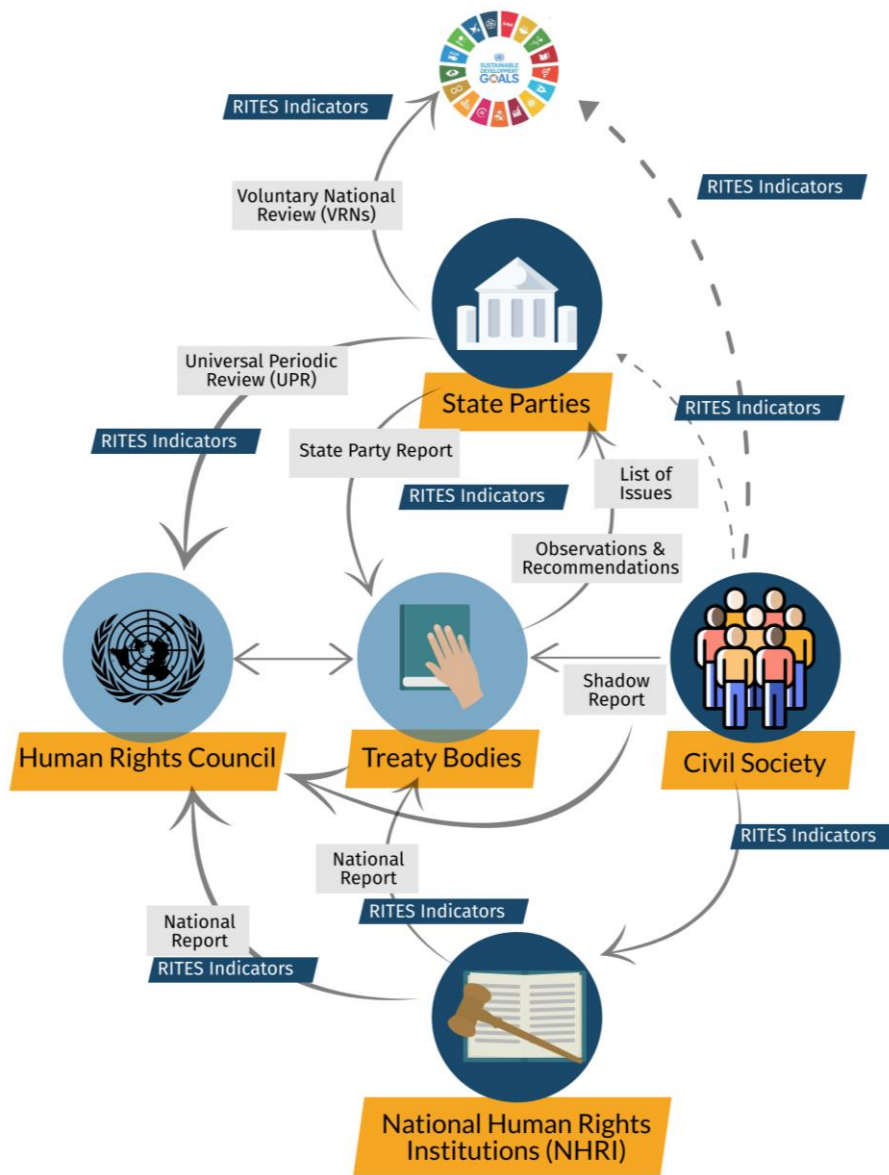 SUSTAINABLE
DEVELOPMENT
GOALS
RITES Indicators
Voluntary National
Review (VRNs)
RITES Indicators
Universal Periodic
Review (UPR)
State Parties
RITES Indicators
RITES Indicators
State Party Report
RITES Indicators
List of
Issues
Observations &
Recommendations
Shadow
Report
Human Rights Council
Treaty Bodies
Civil Society
RITES Indicators
National
Report
RITES Indicators
National
Report
RITES Indicators
National Human Rights
Institutions (NHRI)